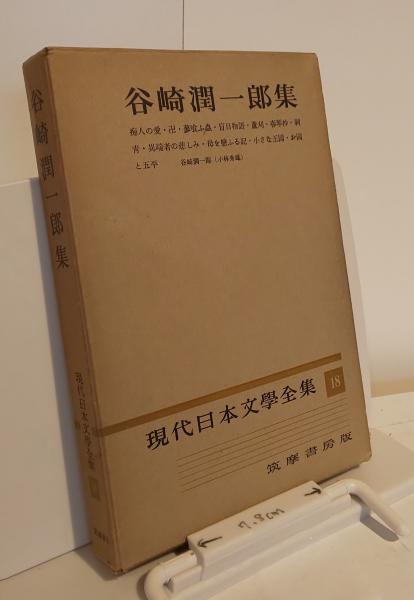 谷崎潤一郎集
痴人の愛・卍・蓼喰ふ蟲・盲目物語・蘆刈・春琴抄・刺
青・異端者の悲しみ・母を戀ふる記・小さな王國・お國
と五平 谷崎潤一郎（小林秀雄）
現代日本文學全集 18
筑摩書房版
谷崎潤一郎集
現代日本文學全集
7.8cm